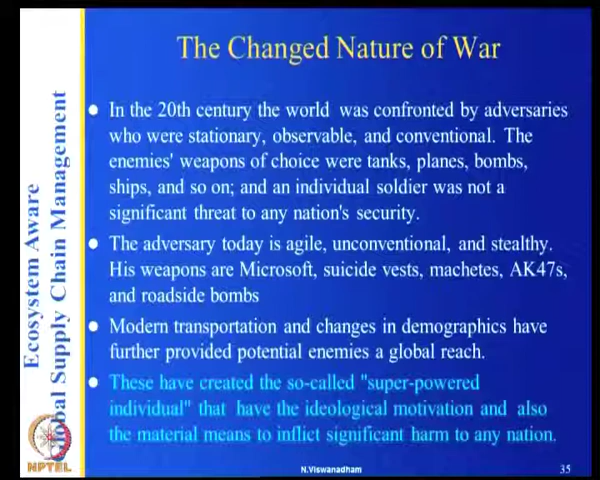 The Changed Nature of War
In the 20th century the world was confronted by adversaries
who were stationary, observable, and conventional. The
enemies' weapons of choice were tanks, planes, bombs,
ships, and so on; and an individual soldier was not a
significant threat to any nation's security.
The adversary today is agile, unconventional, and stealthy.
His weapons are Microsoft, suicide vests, machetes, AK47s,
and roadside bombs
Modern transportation and changes in demographics have
further provided potential enemies a global reach.
These have created the so-called "super-powered
individual" that have the ideological motivation and also
the material means to inflict significant harm to any nation.
Ecosystem Aware
Global Supply Chain Management
NPTEL
N.Viswanadham
35